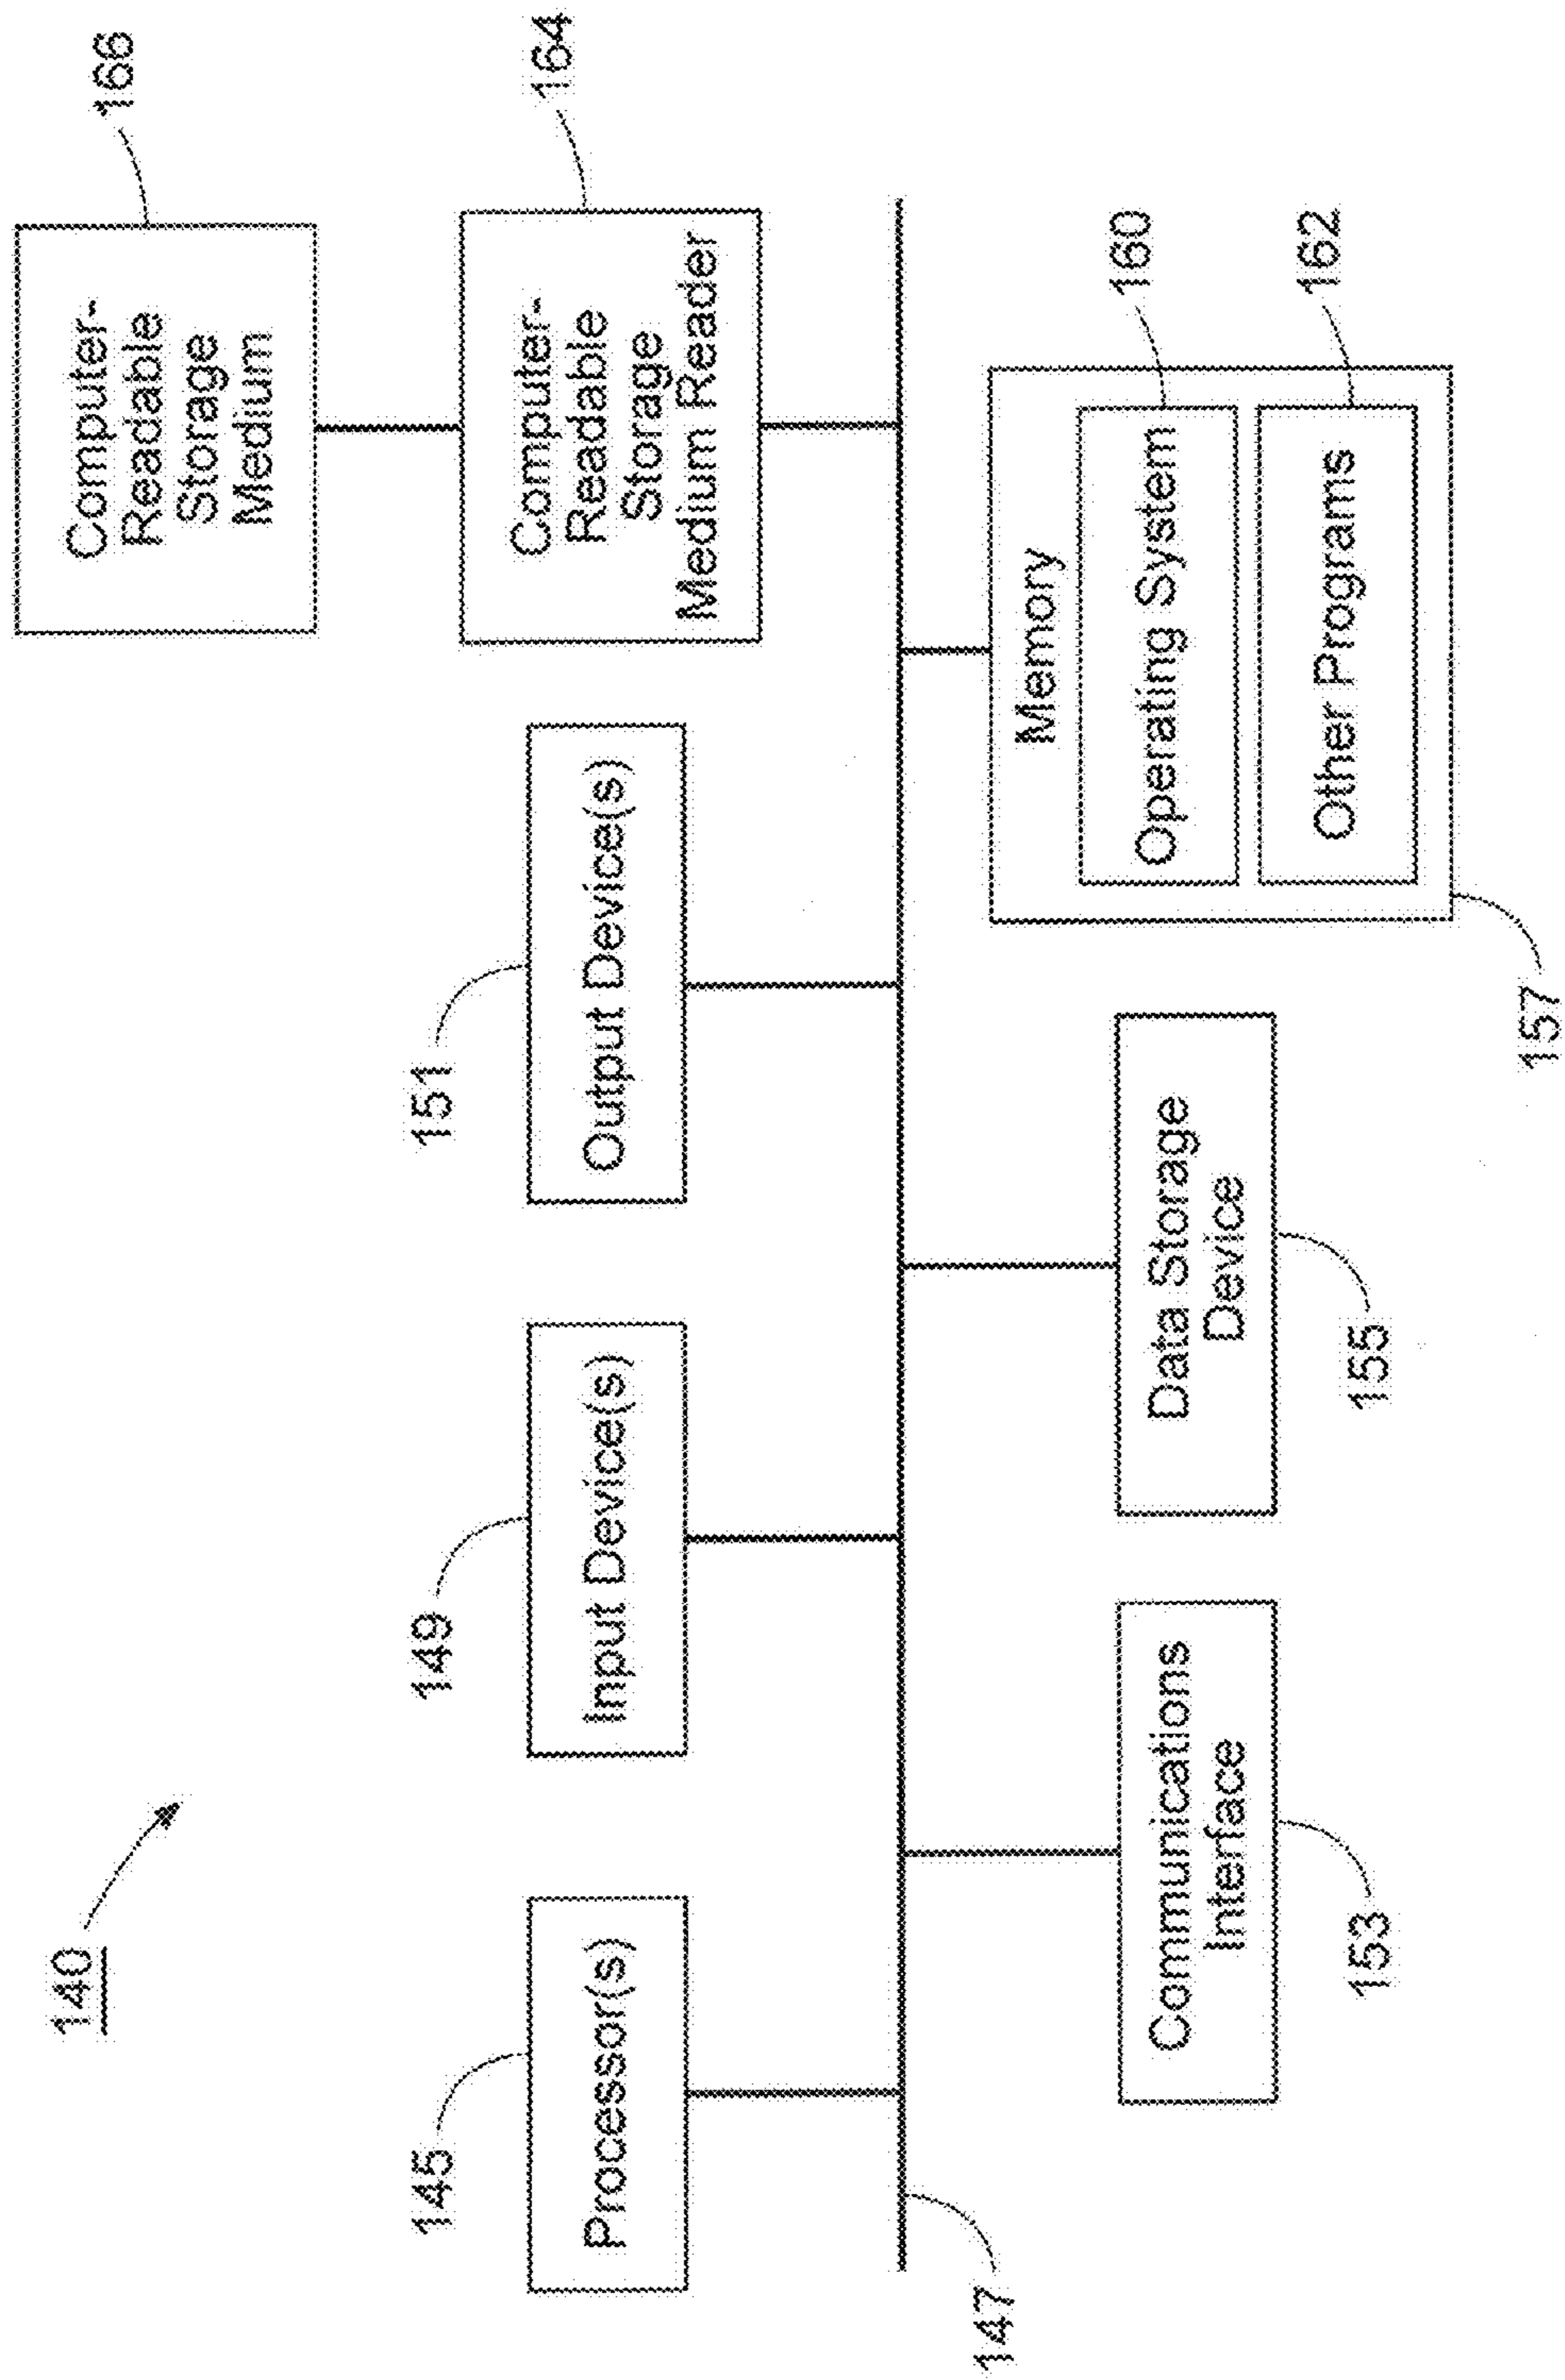 140
166
Computer-
Readable
Storage
Medium
164
Computer-
Readable
Storage
Medium Reader
145
Processor(s)
149
Input Device(s)
151
Output Device(s)
147
Communications
Interface
153
Data Storage
Device
155
Memory
Operating System
160
Other Programs
162
157